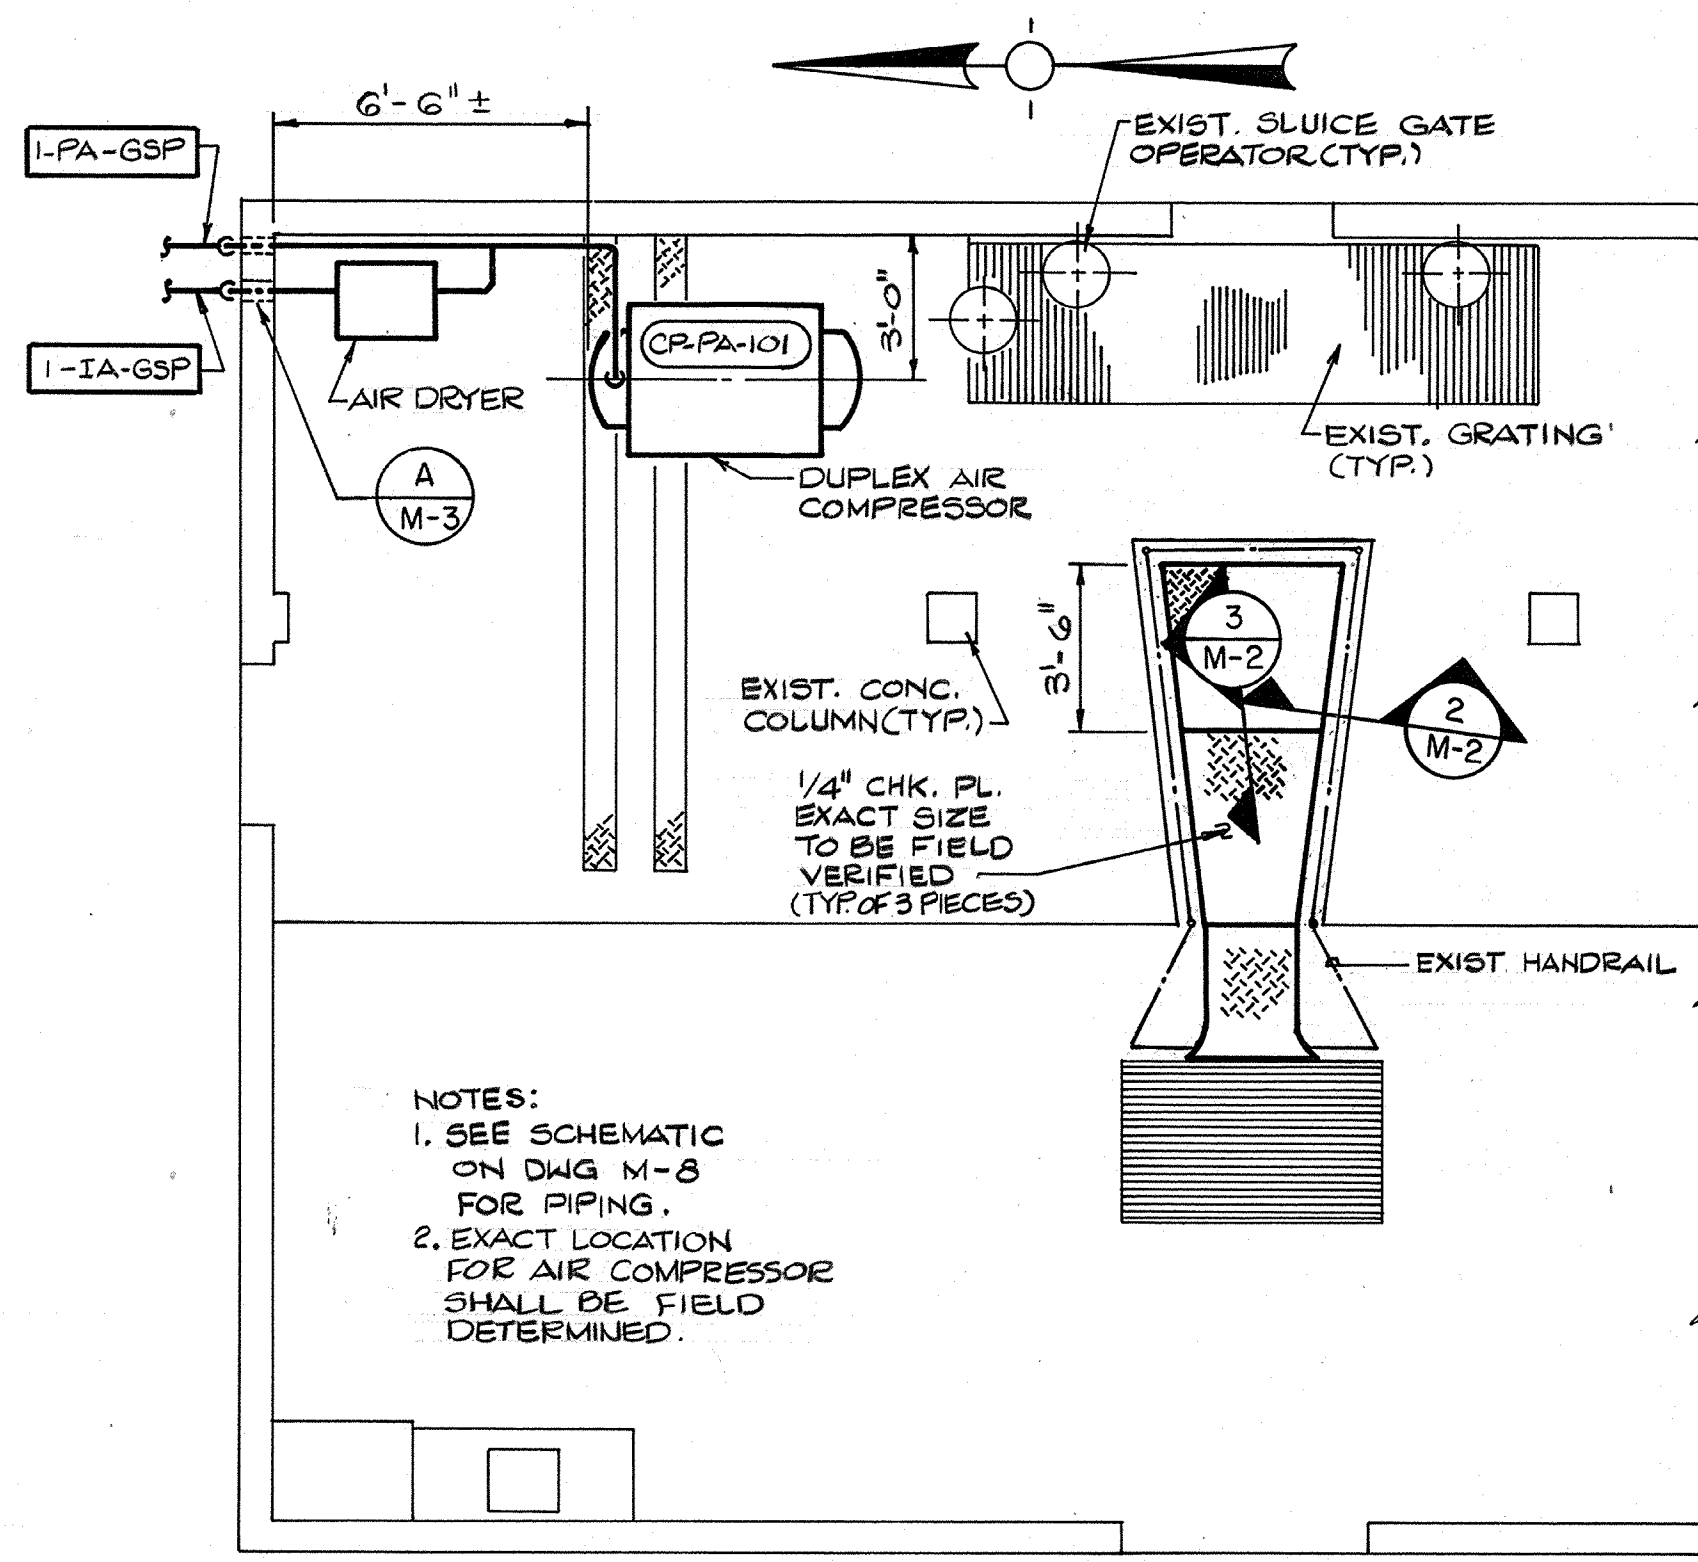 6'-6" ±
1-PA-GSP
EXIST. SLUICE GATE
OPERATOR (TYP.)
3'-0"
CP-PA-101
1-IA-GSP
AIR DRYER
EXIST. GRATING
(TYP.)
A
M-3
DUPLEX AIR
COMPRESSOR
3'-6"
3
M-2
EXIST. CONC.
COLUMN (TYP.)
2
M-2
1/4" CHK. PL.
EXACT SIZE
TO BE FIELD
VERIFIED
(TYP. OF 3 PIECES)
EXIST HANDRAIL
NOTES:
1. SEE SCHEMATIC
ON DWG M-8
FOR PIPING.
2. EXACT LOCATION
FOR AIR COMPRESSOR
SHALL BE FIELD
DETERMINED.